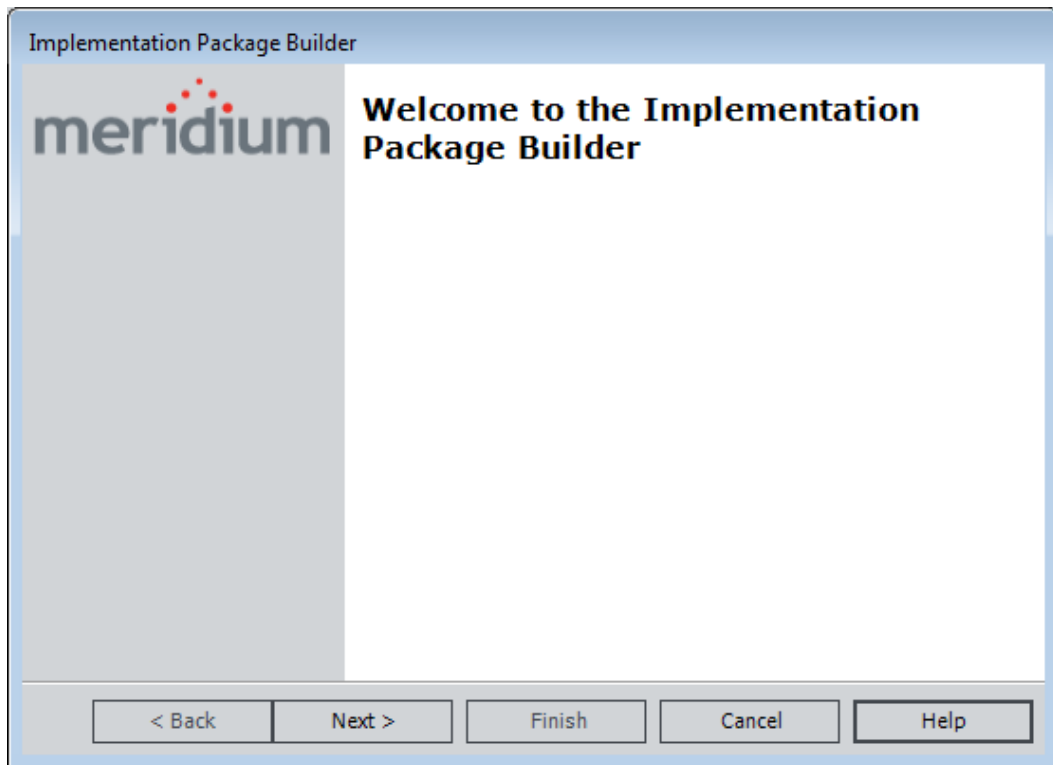 Implementation Package Builder
meridium
Welcome to the Implementation
Package Builder
< Back
Next >
Finish
Cancel
Help